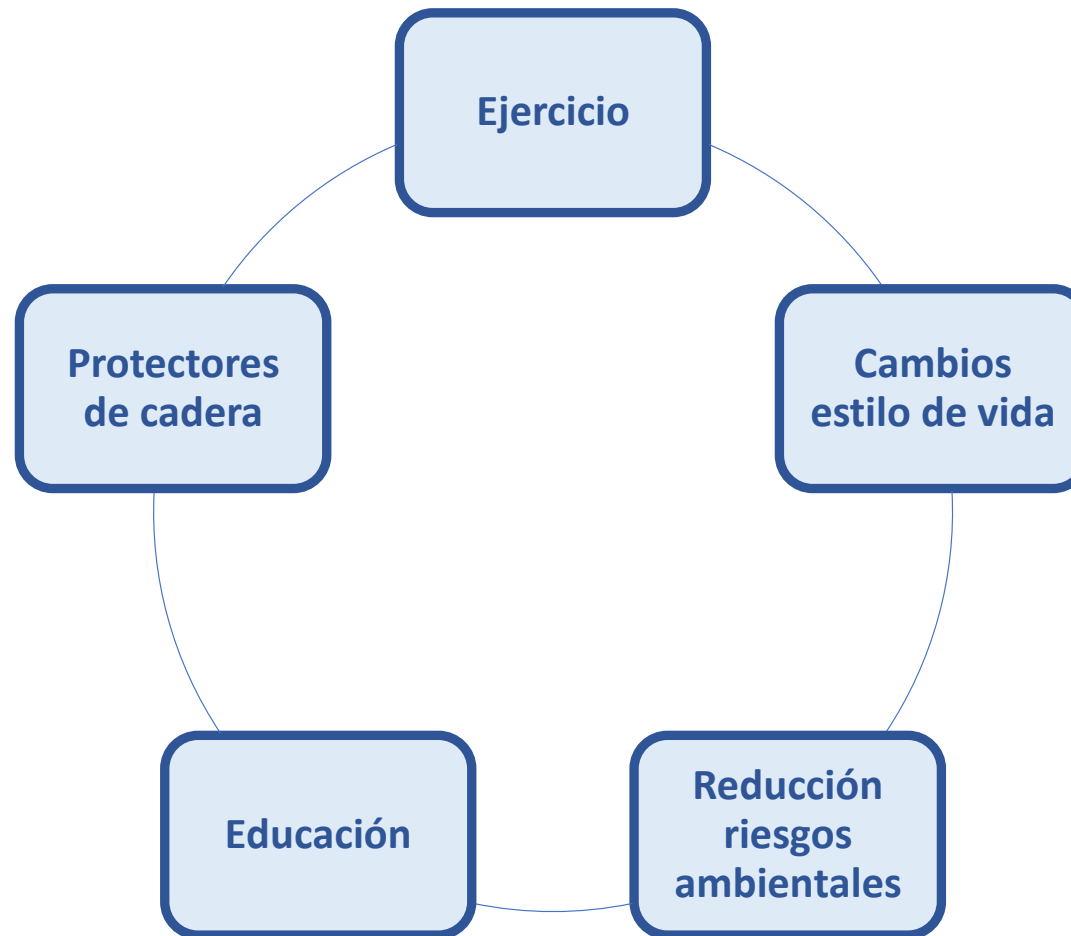 Ejercicio
Cambios
estilo de vida
Reducción
riesgos
ambientales
Educación
Protectores
de cadera